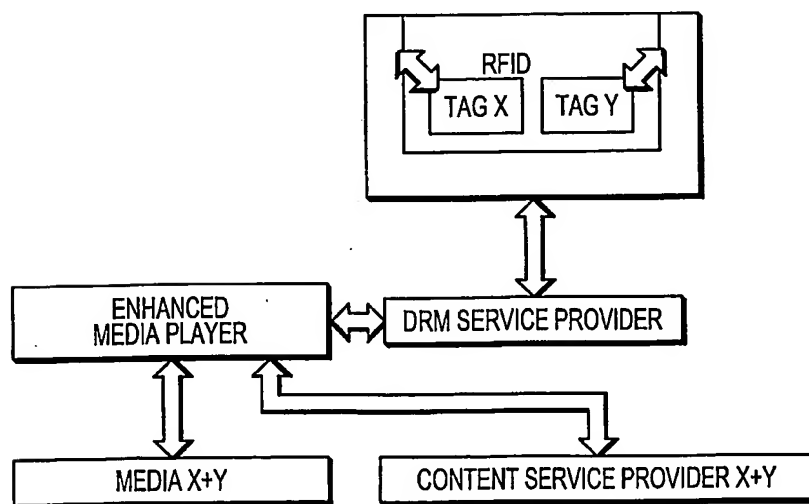 RFID
TAG X
TAG Y
ENHANCED
MEDIA PLAYER
DRM SERVICE PROVIDER
MEDIA X+Y
CONTENT SERVICE PROVIDER X+Y